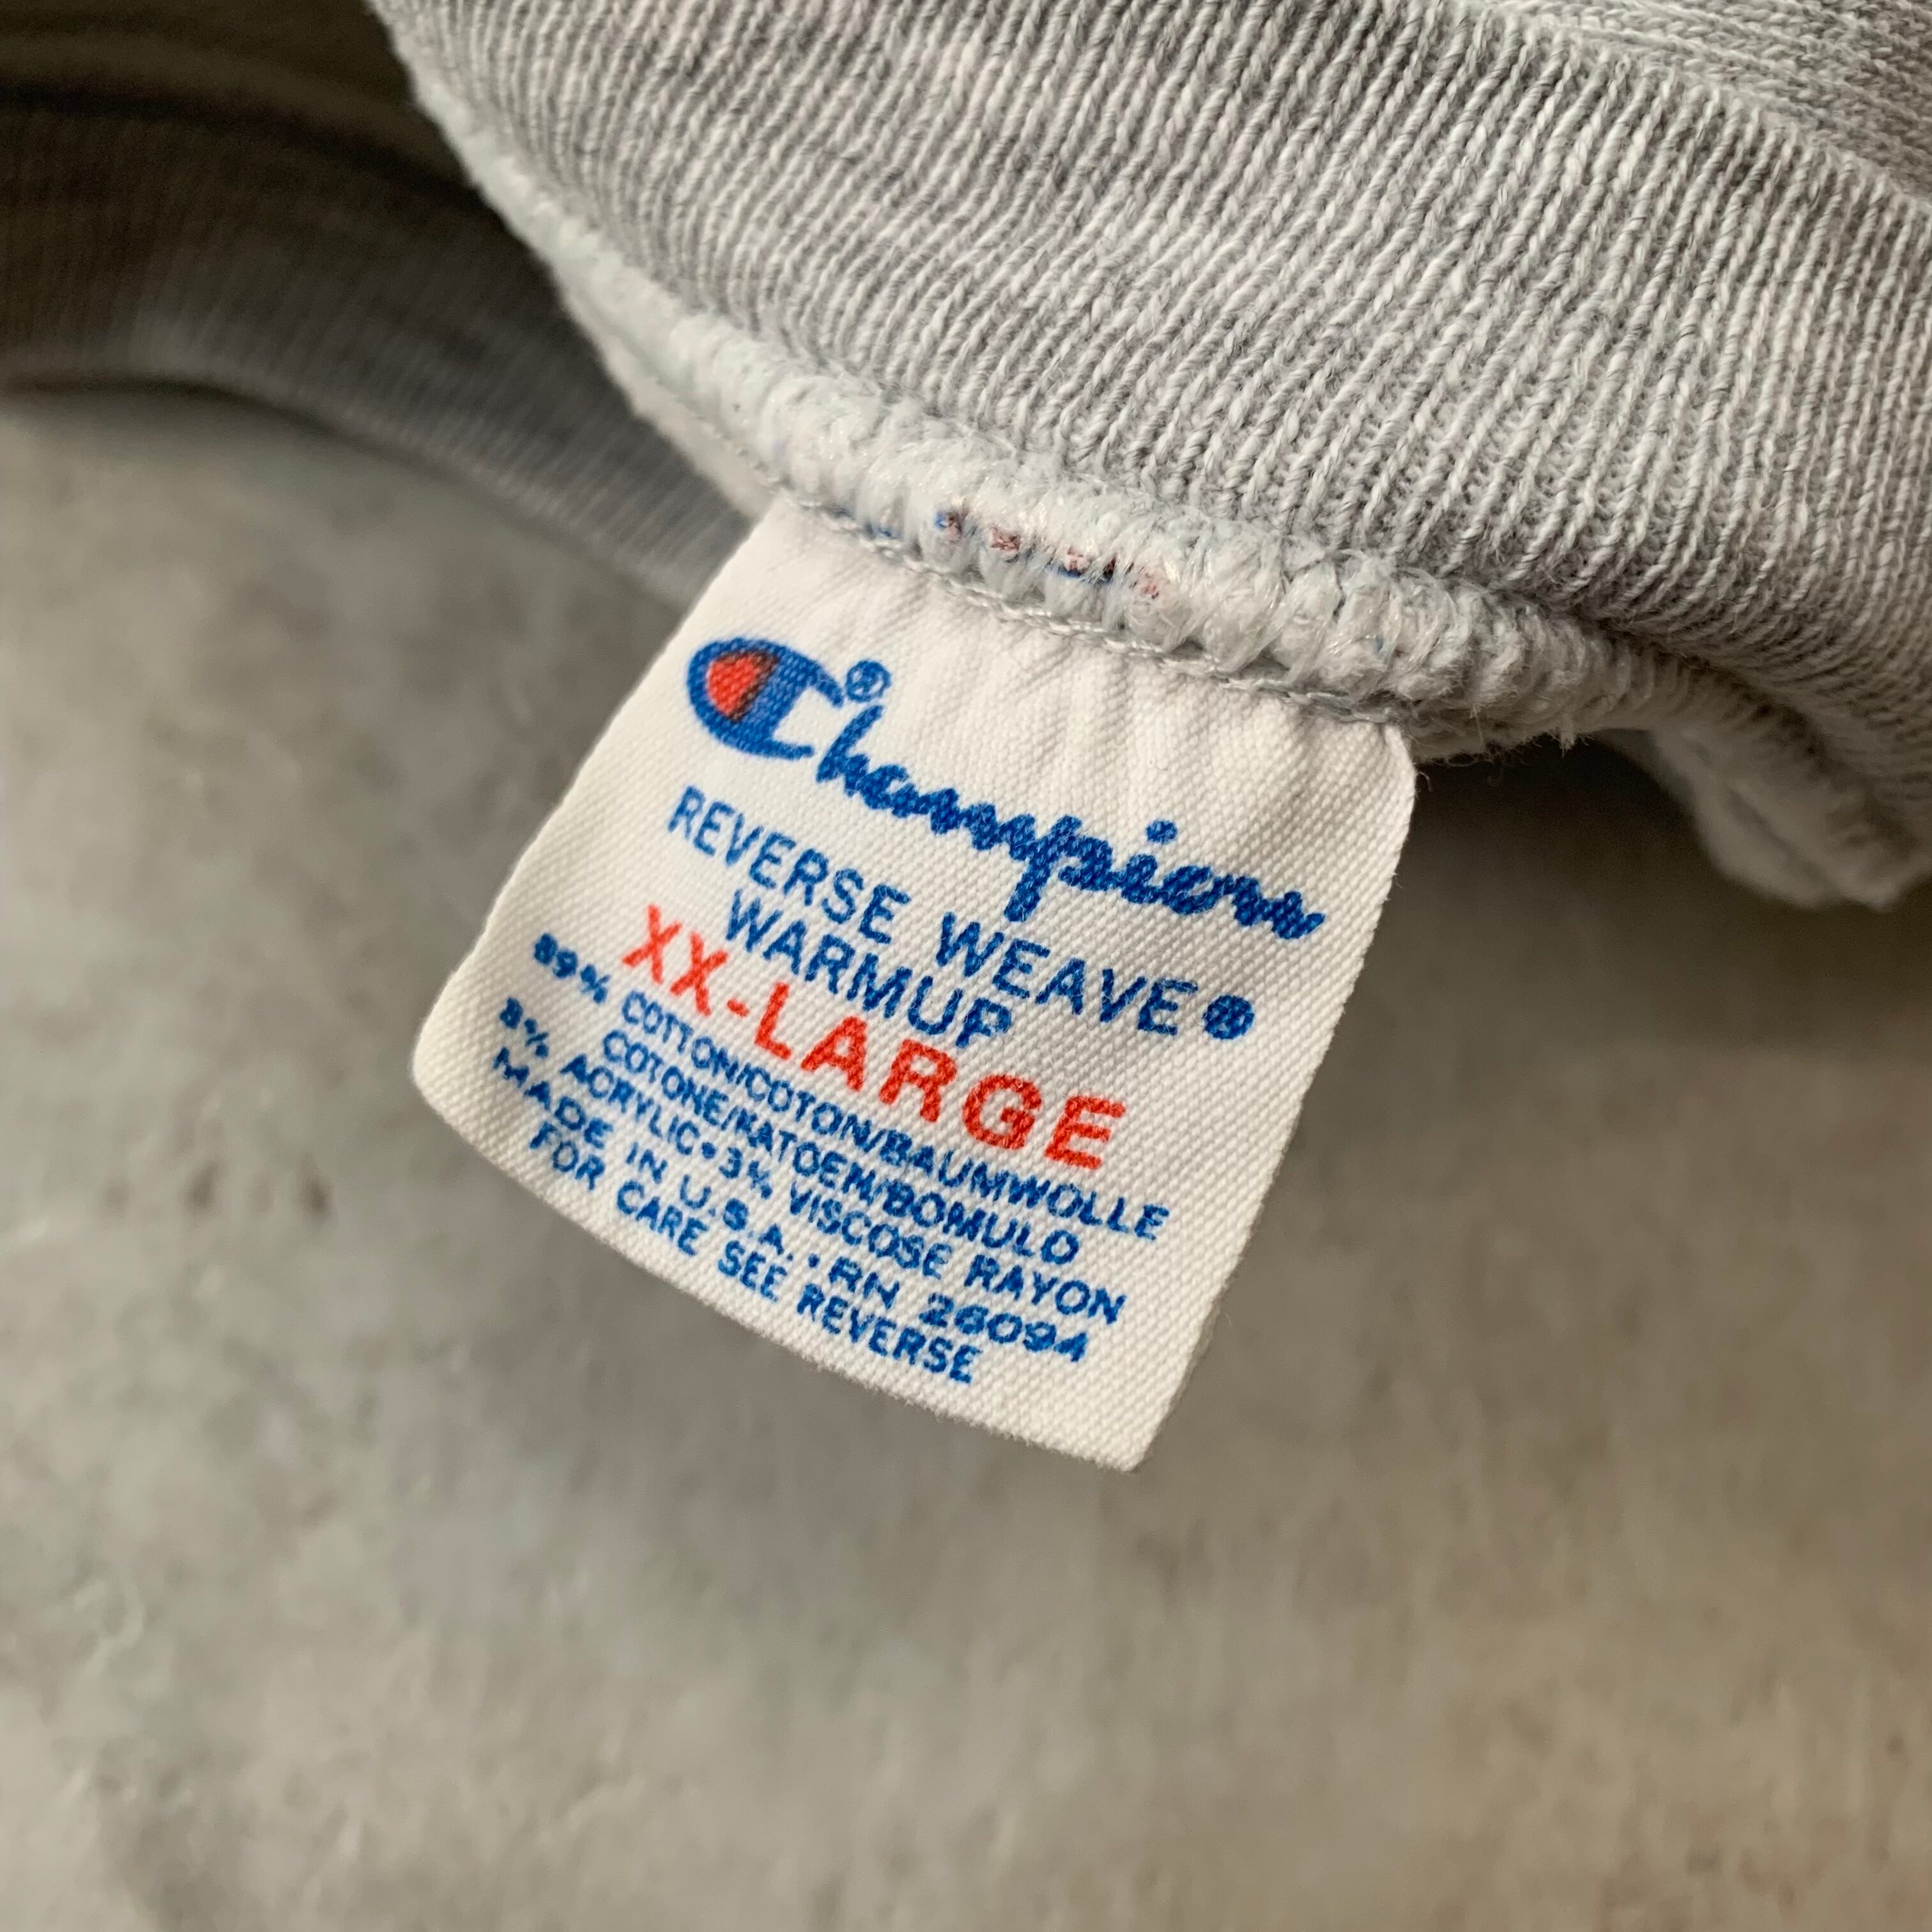 Champion®
REVERSE WEAVE®
WARMUP
XX-LARGE
89% COTTON/COTON/BAUMWOLLE
COTONE/KATOEN/BOMULD
8% ACRYLIC•3% VISCOSE RAYON
MADE IN U.S.A. • RN 26094
FOR CARE SEE REVERSE